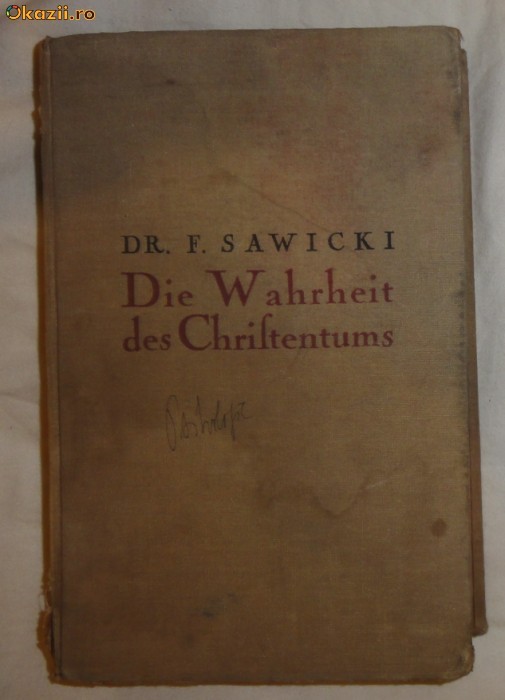 Okazii.ro
DR. F. SAWICKI
Die Wahrheit
des Chriſtentums